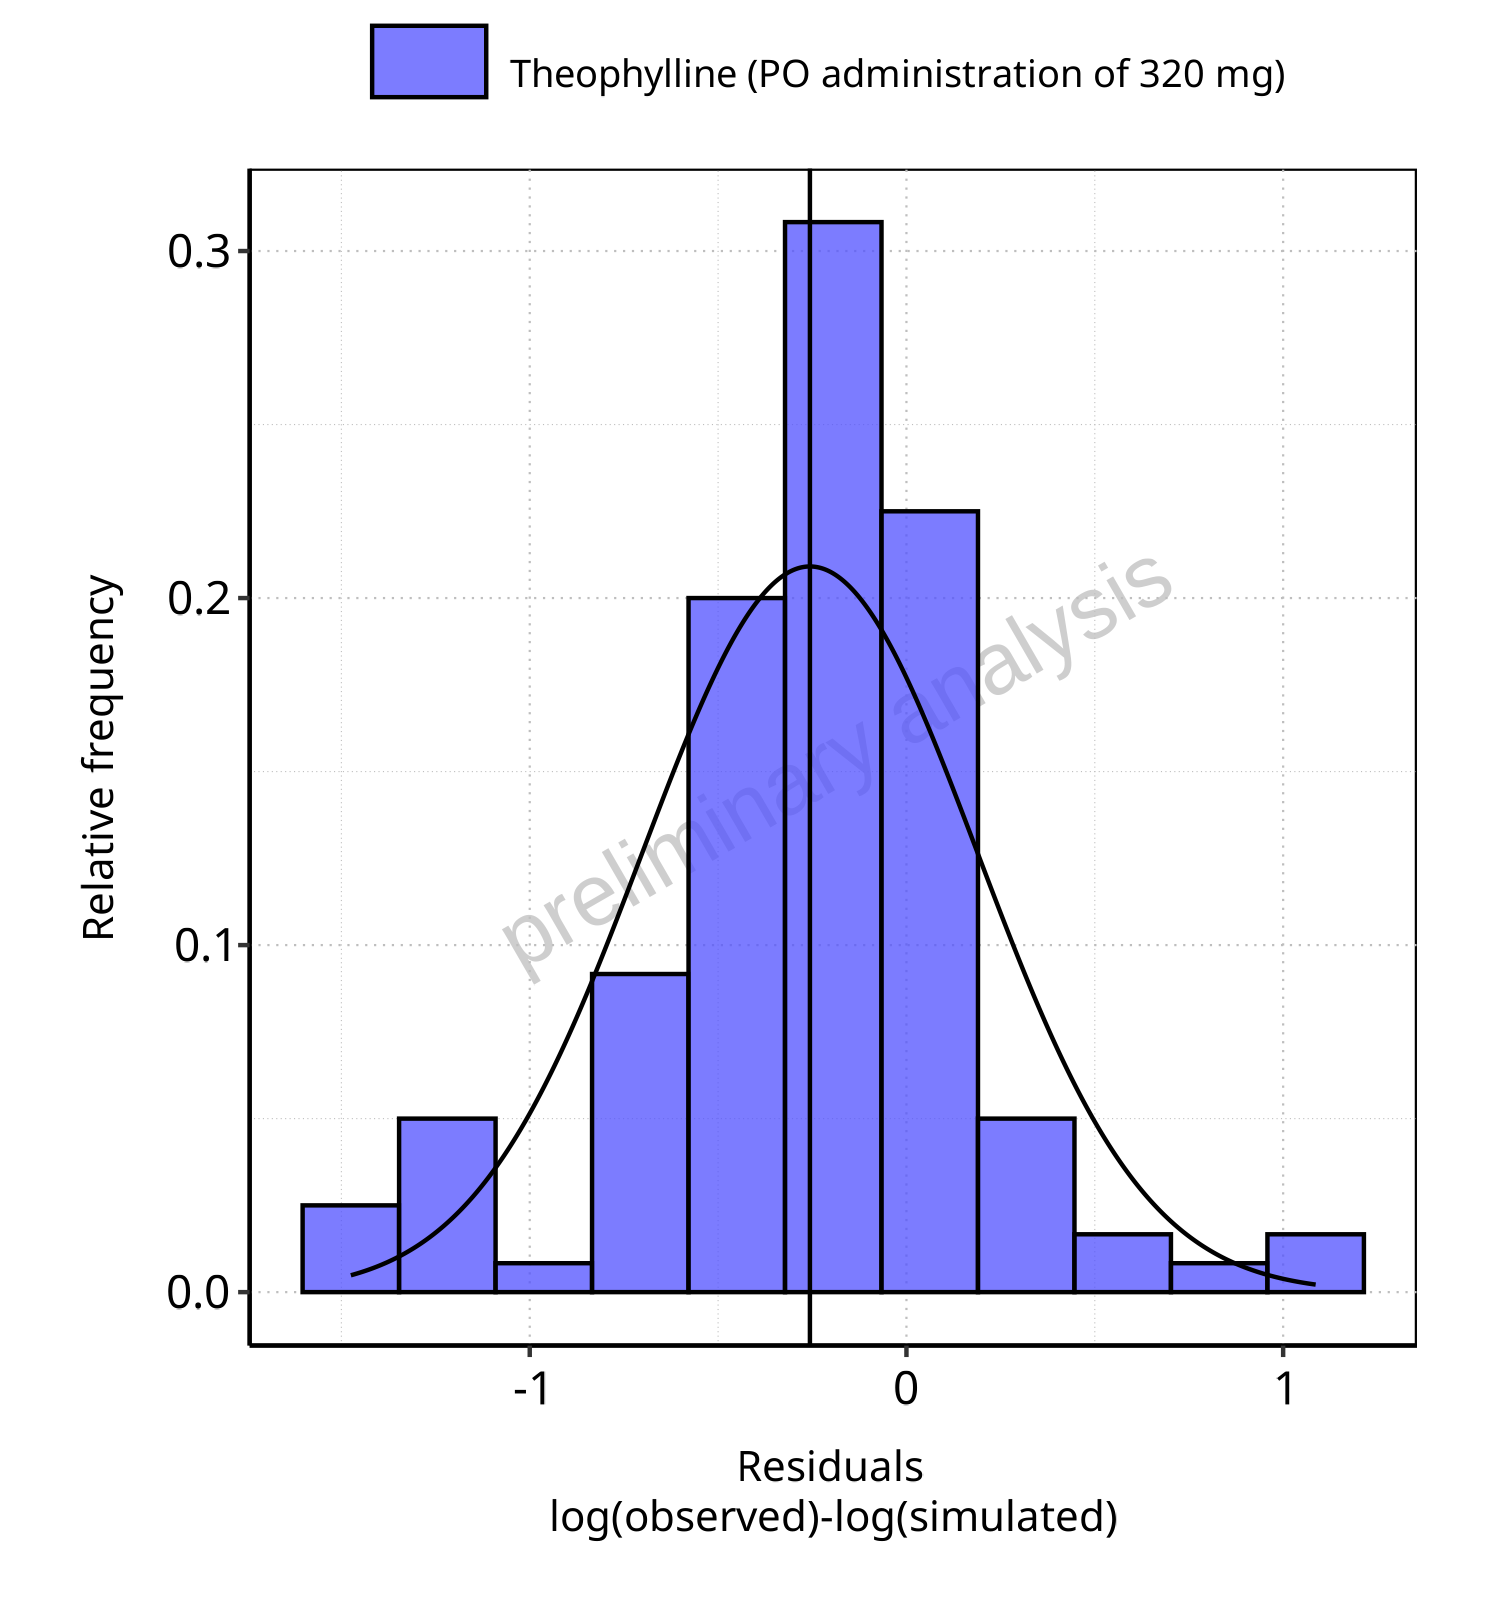 Theophylline (PO administration of 320 mg)
0.3
0.2
0.1
0.0
Relative frequency
preliminary analysis
-1 0 1
Residuals
log(observed)-log(simulated)